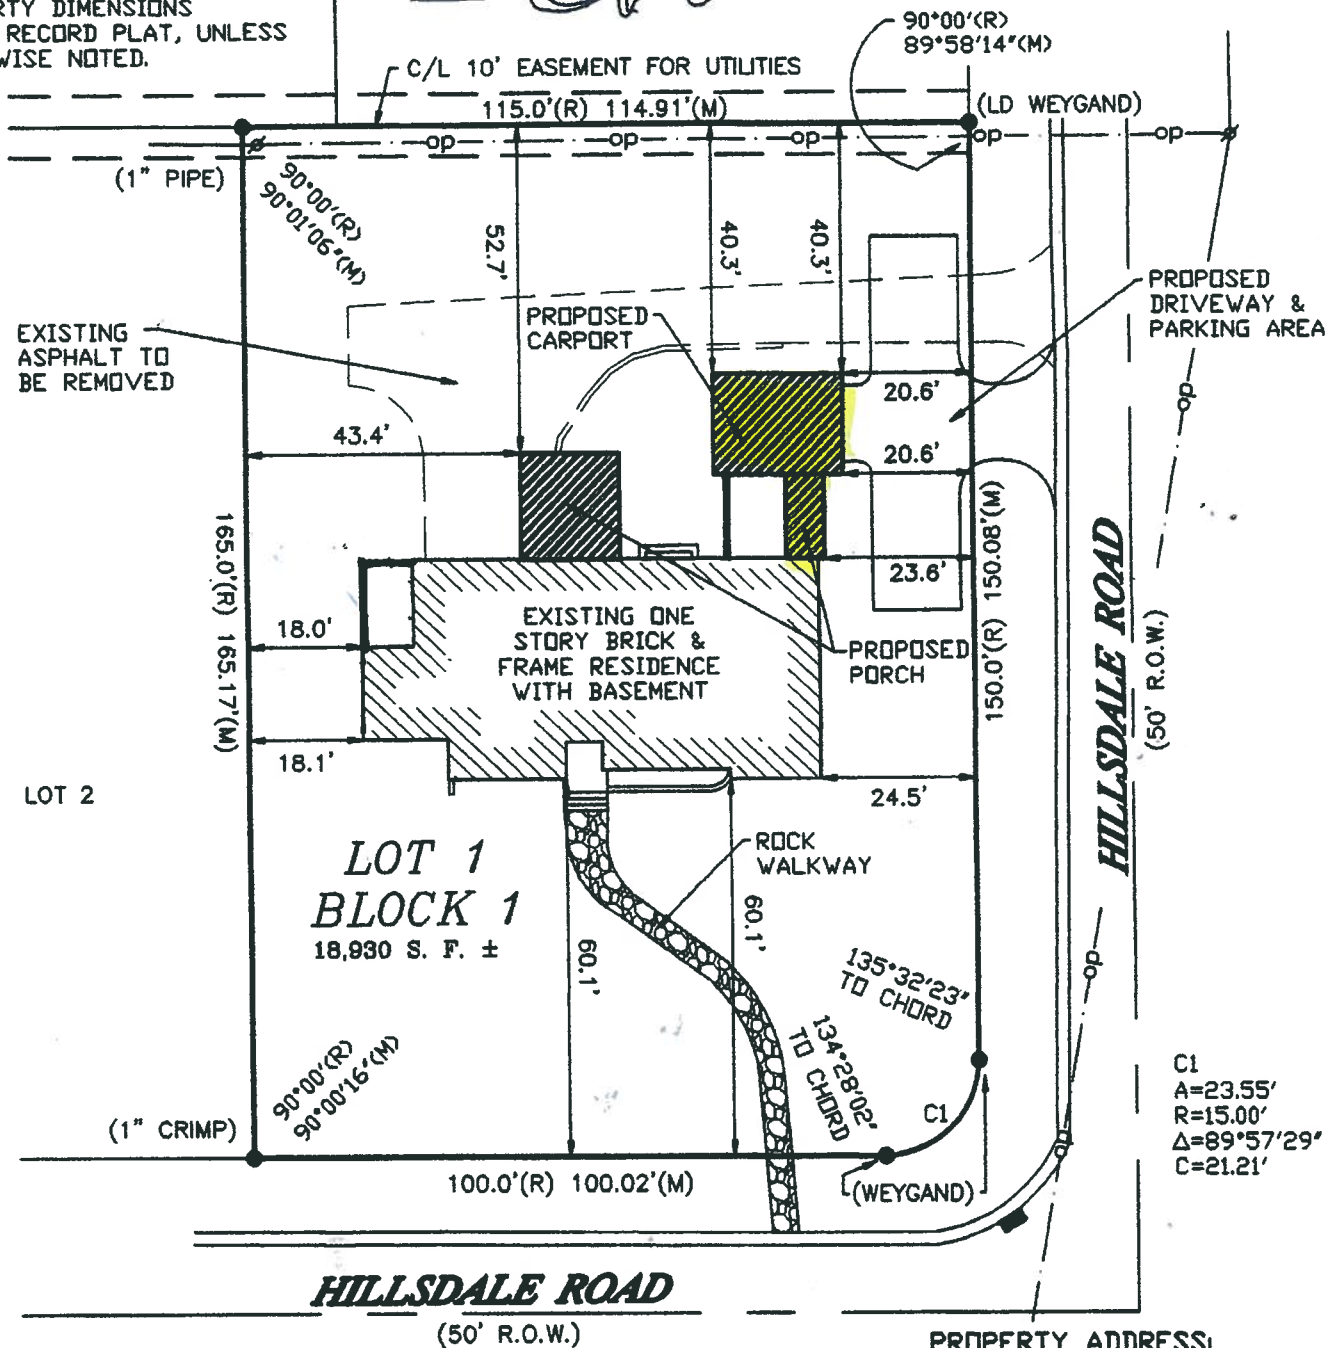 RTY DIMENSIONS
RECORD PLAT, UNLESS
WISE NOTED.
C/L 10' EASEMENT FOR UTILITIES
115.0'(R) 114.91'(M)
90°00'(R)
89°58'14"(M)
(LD WEYGAND)
op op op op op
(1" PIPE)
90°00'(R)
90°01'06"(M)
52.7'
40.3'
40.3'
PROPOSED
DRIVEWAY &
PARKING AREA
PROPOSED
CARPORT
EXISTING
ASPHALT TO
BE REMOVED
op
20.6'
43.4'
20.6'
165.0'(R) 165.17'(M)
150.0'(R) 150.08'(M)
23.6'
HILLSDALE ROAD
(50' R.O.W.)
EXISTING ONE
STORY BRICK &
FRAME RESIDENCE
WITH BASEMENT
18.0'
PROPOSED
PORCH
18.1'
24.5'
LOT 2
LOT 1
BLOCK 1
18,930 S. F. ±
ROCK
WALKWAY
60.1'
60.1'
135°32'23"
TO CHORD
op
134°28'02"
TO CHORD
90°00'(R)
90°00'16"(M)
C1
C1
A=23.55'
R=15.00'
Δ=89°57'29"
C=21.21'
(1" CRIMP)
100.0'(R) 100.02'(M)
(WEYGAND)
HILLSDALE ROAD
(50' R.O.W.)
PROPERTY ADDRESS: